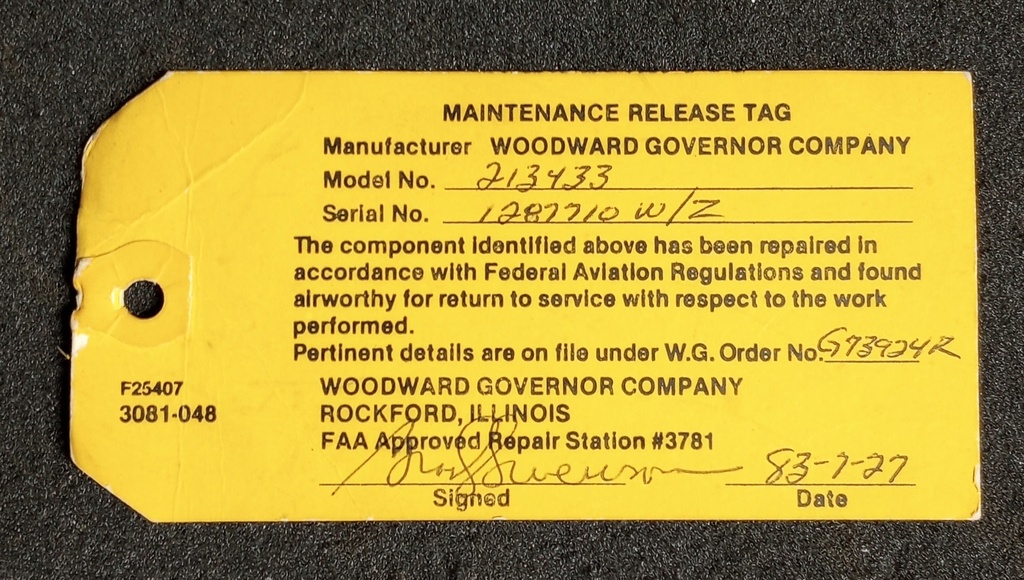 MAINTENANCE RELEASE TAG
Manufacturer WOODWARD GOVERNOR COMPANY
Model No. 213433
Serial No. 1287710 W/Z
The component identified above has been repaired in
accordance with Federal Aviation Regulations and found
airworthy for return to service with respect to the work
performed.
Pertinent details are on file under W.G. Order No. G73924R
F25407
3081-048
WOODWARD GOVERNOR COMPANY
ROCKFORD, ILLINOIS
FAA Approved Repair Station #3781
Swenson 83-7-27
Signed Date